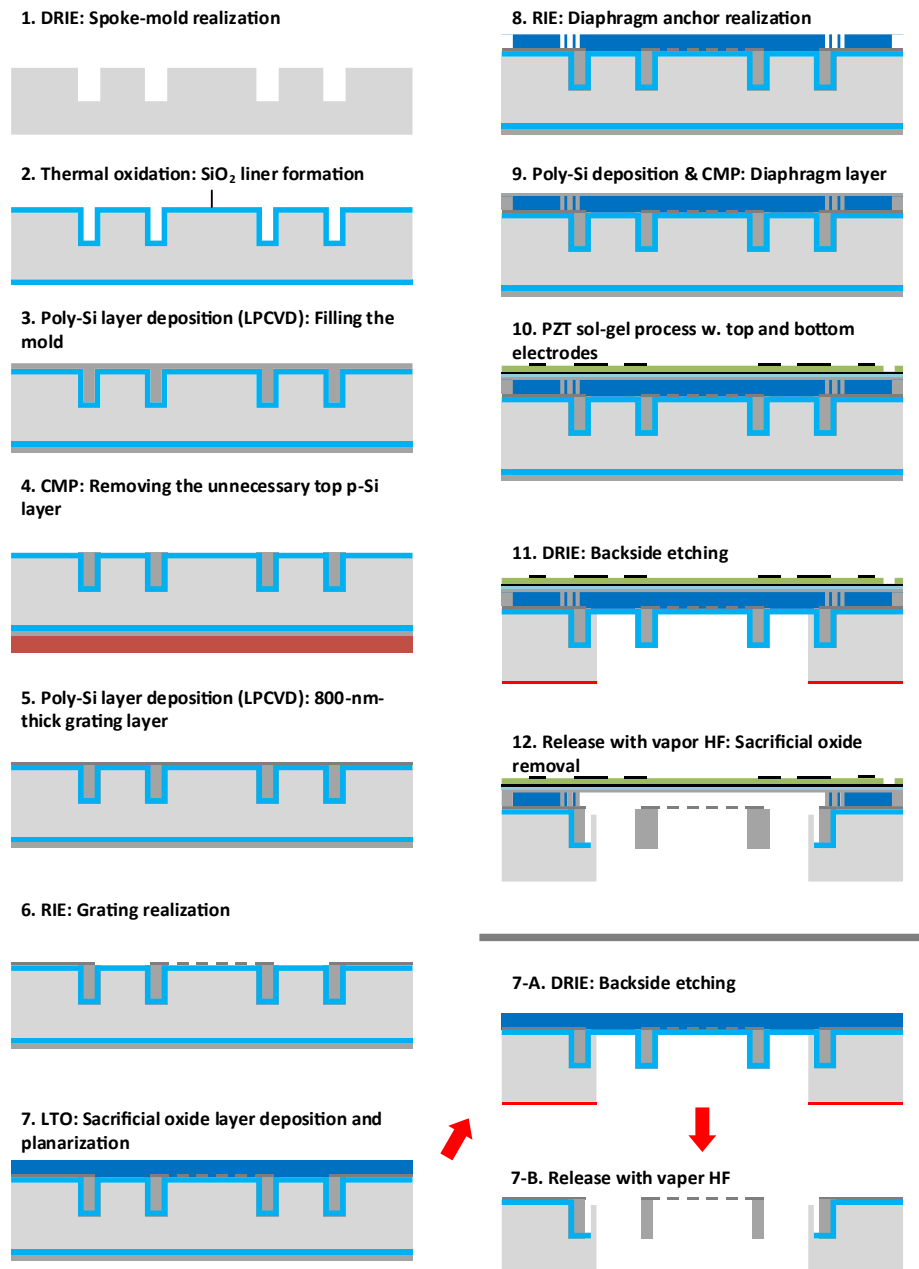 1. DRIE: Spoke-mold realization
2. Thermal oxidation: SiO₂ liner formation
3. Poly-Si layer deposition (LPCVD): Filling the
mold
4. CMP: Removing the unnecessary top p-Si
layer
5. Poly-Si layer deposition (LPCVD): 800-nm-
thick grating layer
6. RIE: Grating realization
7. LTO: Sacrificial oxide layer deposition and
planarization
8. RIE: Diaphragm anchor realization
9. Poly-Si deposition & CMP: Diaphragm layer
10. PZT sol-gel process w. top and bottom
electrodes
11. DRIE: Backside etching
12. Release with vapor HF: Sacrificial oxide
removal
7-A. DRIE: Backside etching
7-B. Release with vaper HF